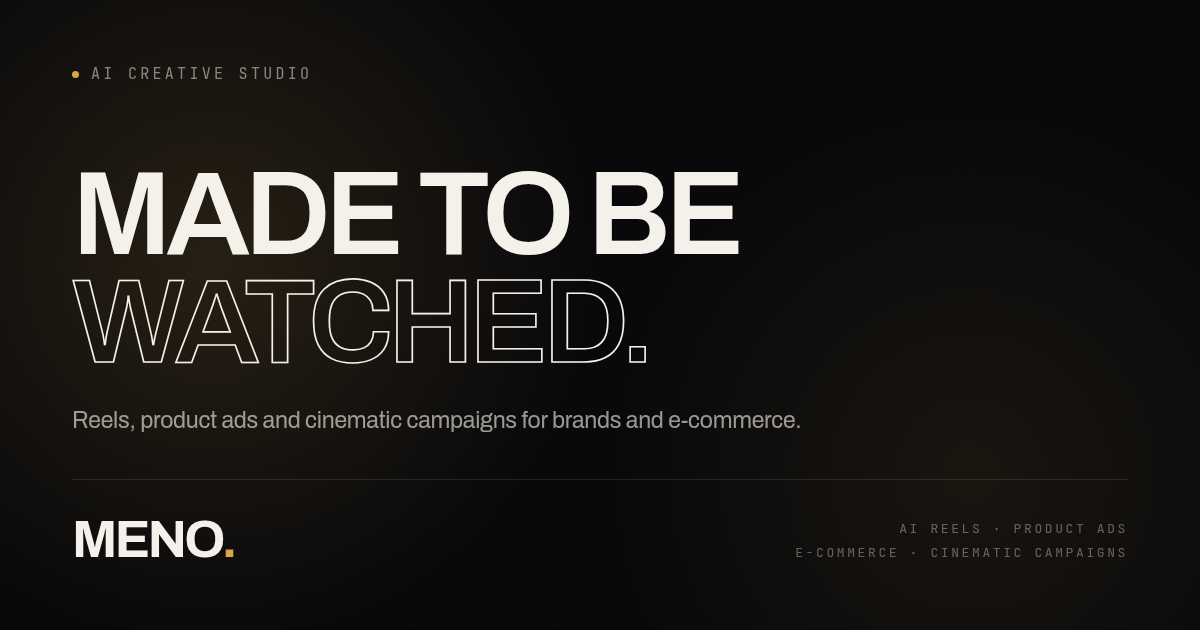 AI CREATIVE STUDIO
MADE TO BE
WATCHED.
Reels, product ads and cinematic campaigns for brands and e-commerce.
MENO.
AI REELS · PRODUCT ADS
E-COMMERCE · CINEMATIC CAMPAIGNS